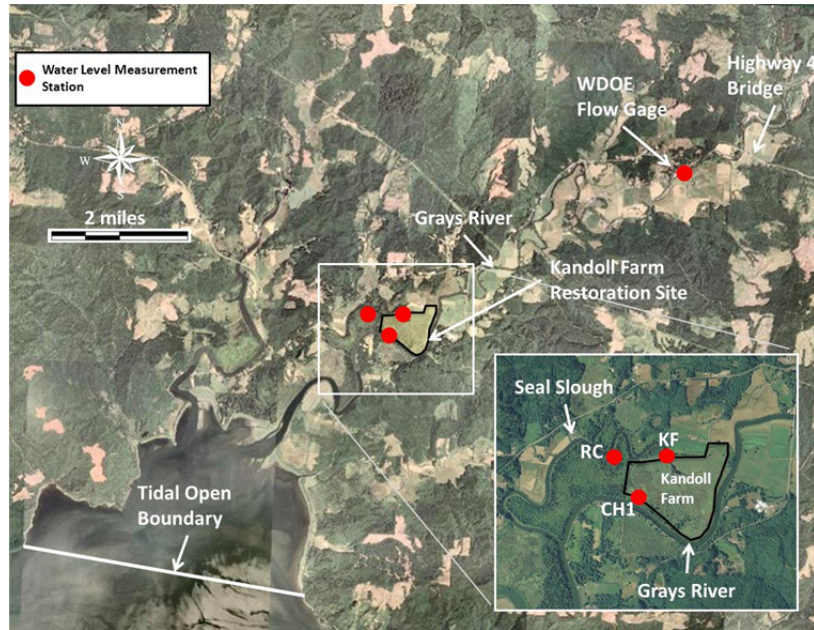 Water Level Measurement
Station
N
W
E
S
2 miles
WDOE
Flow Gage
Highway 4
Bridge
Grays River
Kandoll Farm
Restoration Site
Seal Slough
RC
KF
Kandoll
Farm
CH1
Grays River
Tidal Open
Boundary